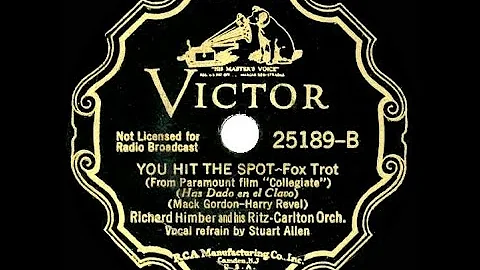 "HIS MASTER'S VOICE"
VICTOR
Not Licensed for
Radio Broadcast
25189-B
YOU HIT THE SPOT~Fox Trot
(From Paramount film "Collegiate")
(Has Dado en el Clavo)
(Mack Gordon-Harry Revel)
Richard Himber and his Ritz-Carlton Orch.
Vocal refrain by Stuart Allen
RCA Manufacturing Co., Inc.
Camden, N.J.
U.S.A.